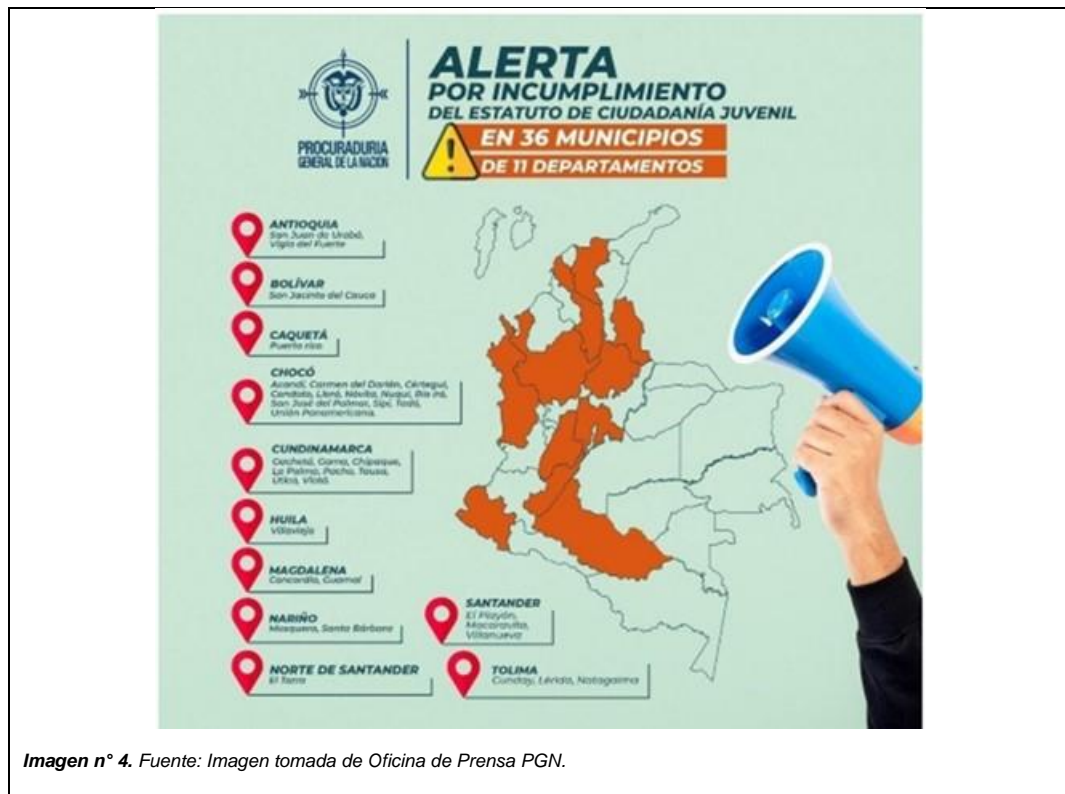 PROCURADURIA
GENERAL DE LA NACION
ALERTA
POR INCUMPLIMIENTO
DEL ESTATUTO DE CIUDADANÍA JUVENIL
EN 36 MUNICIPIOS
DE 11 DEPARTAMENTOS
ANTIOQUIA
San Juan de Urabá,
Vigía del Fuerte
BOLÍVAR
San Jacinto del Cauca
CAQUETÁ
Puerto rico
CHOCÓ
Acandí, Carmen del Darién, Cértegui,
Condoto, Lloró, Nóvita, Nuquí, Río Iró,
San José del Palmar, Sipí, Tadó,
Unión Panamericana.
CUNDINAMARCA
Gachetá, Gama, Chipaque,
La Palma, Pacho, Tausa,
Útica, Viotá.
HUILA
Villavieja
MAGDALENA
Concordia, Guamal
NARIÑO
Mosquera, Santa Bárbara
NORTE DE SANTANDER
El Tarra
SANTANDER
El Playón,
Macaravita,
Villanueva
TOLIMA
Cunday, Lérida, Natagaima
Imagen n° 4. Fuente: Imagen tomada de Oficina de Prensa PGN.